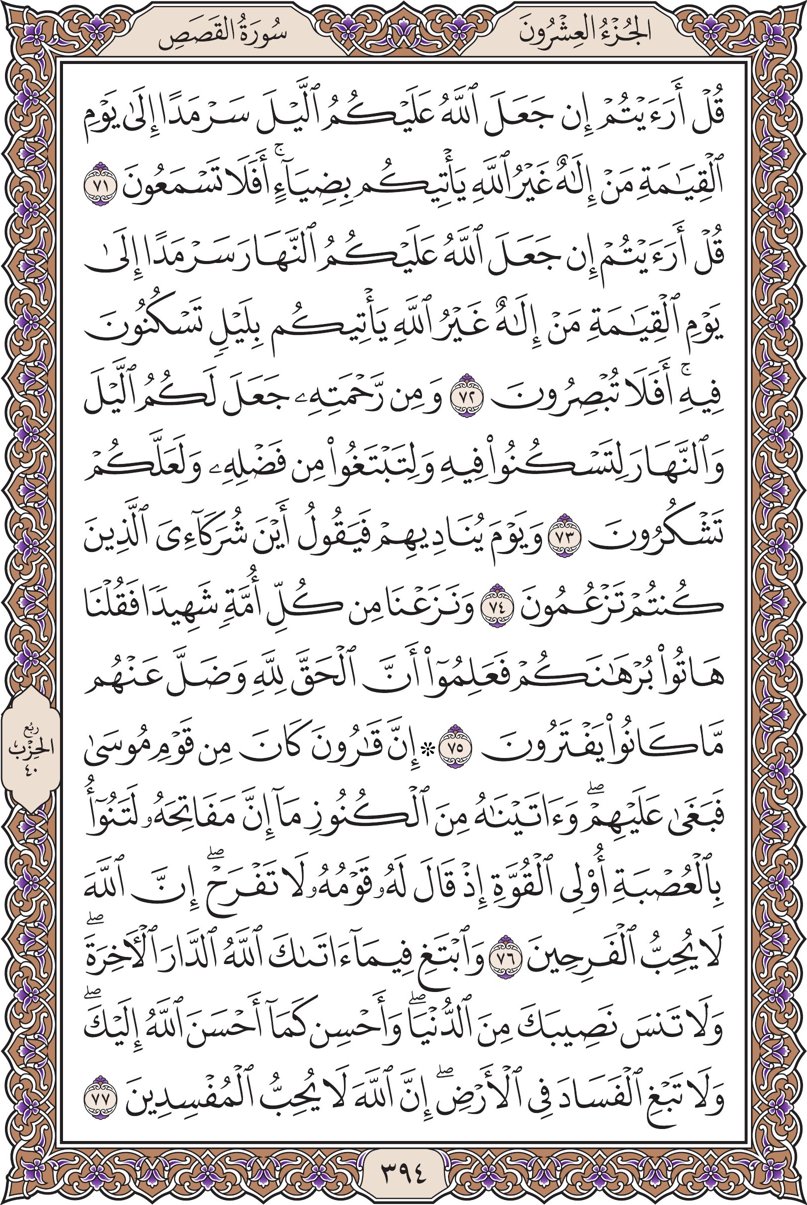 الجُزْءُ العِشْرُونَ
سُورَةُ القَصَصِ
قُلْ أَرَءَيْتُمْ إِن جَعَلَ ٱللَّهُ عَلَيْكُمُ ٱلَّيْلَ سَرْمَدًا إِلَىٰ يَوْمِ
ٱلْقِيَٰمَةِ مَنْ إِلَٰهٌ غَيْرُ ٱللَّهِ يَأْتِيكُم بِضِيَآءٍ ۖ أَفَلَا تَسْمَعُونَ ٧١
قُلْ أَرَءَيْتُمْ إِن جَعَلَ ٱللَّهُ عَلَيْكُمُ ٱلنَّهَارَ سَرْمَدًا إِلَىٰ
يَوْمِ ٱلْقِيَٰمَةِ مَنْ إِلَٰهٌ غَيْرُ ٱللَّهِ يَأْتِيكُم بِلَيْلٍ تَسْكُنُونَ
فِيهِ ۚ أَفَلَا تُبْصِرُونَ ٧٢ وَمِن رَّحْمَتِهِۦ جَعَلَ لَكُمُ ٱلَّيْلَ
وَٱلنَّهَارَ لِتَسْكُنُوا۟ فِيهِ وَلِتَبْتَغُوا۟ مِن فَضْلِهِۦ وَلَعَلَّكُمْ
تَشْكُرُونَ ٧٣ وَيَوْمَ يُنَادِيهِمْ فَيَقُولُ أَيْنَ شُرَكَآءِىَ ٱلَّذِينَ
كُنتُمْ تَزْعُمُونَ ٧٤ وَنَزَعْنَا مِن كُلِّ أُمَّةٍ شَهِيدًا فَقُلْنَا
هَاتُوا۟ بُرْهَٰنَكُمْ فَعَلِمُوٓا۟ أَنَّ ٱلْحَقَّ لِلَّهِ وَضَلَّ عَنْهُم
مَّا كَانُوا۟ يَفْتَرُونَ ٧٥ ۞ إِنَّ قَٰرُونَ كَانَ مِن قَوْمِ مُوسَىٰ
فَبَغَىٰ عَلَيْهِمْ ۖ وَءَاتَيْنَٰهُ مِنَ ٱلْكُنُوزِ مَآ إِنَّ مَفَاتِحَهُۥ لَتَنُوٓأُ
بِٱلْعُصْبَةِ أُو۟لِى ٱلْقُوَّةِ إِذْ قَالَ لَهُۥ قَوْمُهُۥ لَا تَفْرَحْ ۖ إِنَّ ٱللَّهَ
لَا يُحِبُّ ٱلْفَرِحِينَ ٧٦ وَٱبْتَغِ فِيمَآ ءَاتَىٰكَ ٱللَّهُ ٱلدَّارَ ٱلْـَٔاخِرَةَ ۖ
وَلَا تَنسَ نَصِيبَكَ مِنَ ٱلدُّنْيَا ۖ وَأَحْسِن كَمَآ أَحْسَنَ ٱللَّهُ إِلَيْكَ ۖ
وَلَا تَبْغِ ٱلْفَسَادَ فِى ٱلْأَرْضِ ۖ إِنَّ ٱللَّهَ لَا يُحِبُّ ٱلْمُفْسِدِينَ ٧٧
رُبْع
الحِزْب
٤٠
٣٩٤